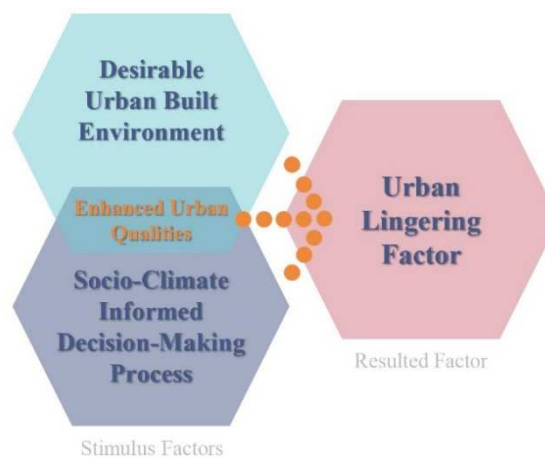 Desirable
Urban Built
Environment
Enhanced Urban
Qualities
Socio-Climate
Informed
Decision-Making
Process
Stimulus Factors
Urban
Lingering
Factor
Resulted Factor